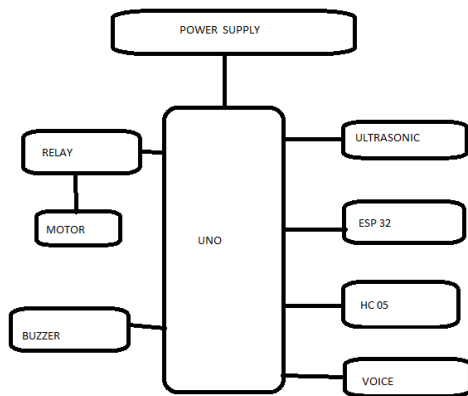 POWER SUPPLY
ULTRASONIC
RELAY
ESP 32
MOTOR
UNO
HC 05
BUZZER
VOICE